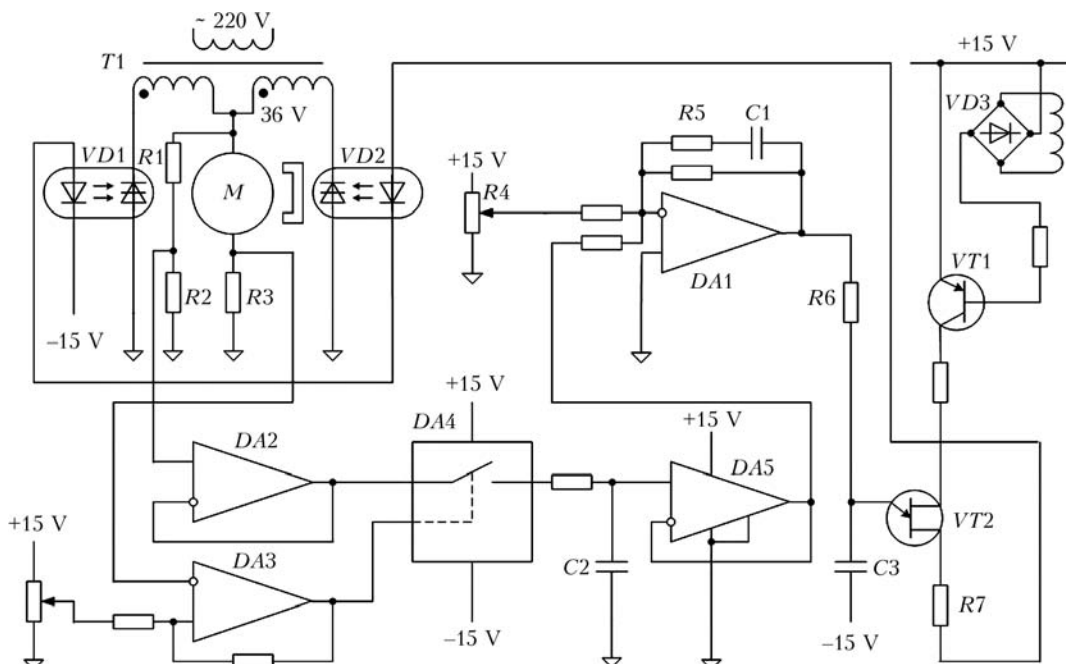 ~ 220 V
T1
36 V
+15 V
VD3
VD1
R1
M
VD2
R5
C1
+15 V
R4
DA1
VT1
R2
R3
R6
–15 V
+15 V
DA4
+15 V
DA2
DA5
+15 V
VT2
DA3
C2
C3
R7
–15 V
–15 V